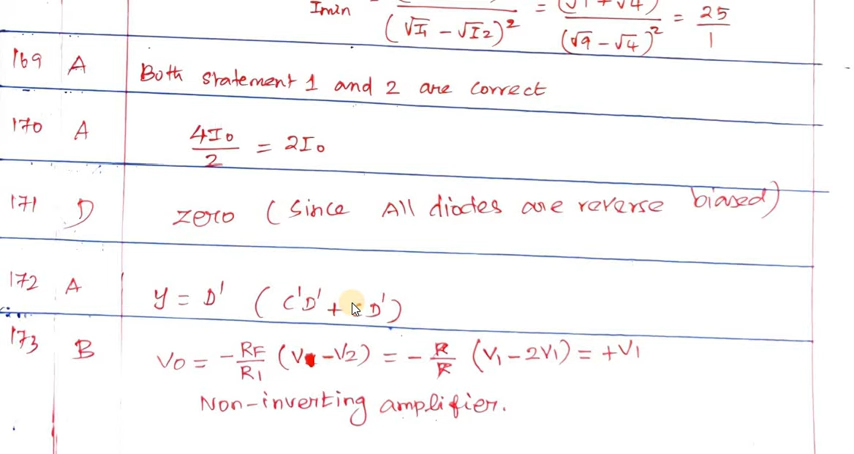 Imin = (√1+√4) / (√I1 − √I2)² = / (√9 − √4)² = 25/1
169 A Both statement 1 and 2 are correct
170 A 4I0/2 = 2I0
171 D zero (since All diodes are reverse biased)
172 A y = D' (C'D' + D')
173 B V0 = −RF/R1 (V −V2) = −R/R (V1 − 2V1) = +V1
Non-inverting amplifier.